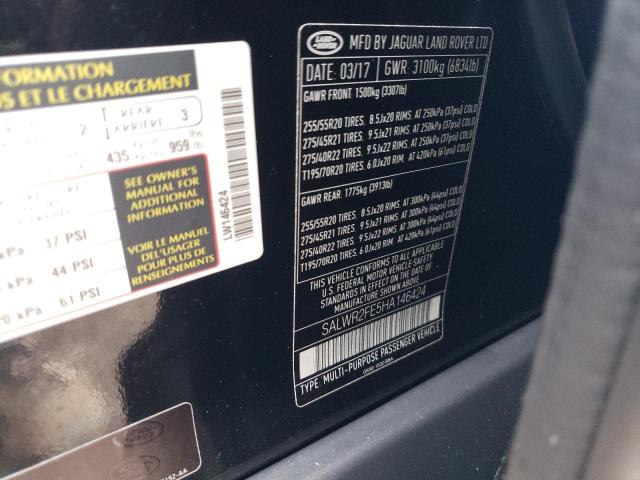 FORMATION
OS ET LE CHARGEMENT
2
REAR
ARRIÈRE 3
435
959 lbs
SEE OWNER'S
MANUAL FOR
ADDITIONAL
INFORMATION
37 PSI
kPa 44 PSI
kPa 61 PSI
VOIR LE MANUEL
DEL'USAGER
POUR PLUS DE
RENSEIGNEMENTS
LW146424
LAND ROVER
MFD BY JAGUAR LAND ROVER LTD
DATE: 03/17 GWR: 3100kg (6834lb)
GAWR FRONT: 1500kg (3307lb)
255/55R20 TIRES. 8.5Jx20 RIMS. AT 250kPA (37psi) COLD
275/45R21 TIRES. 9.5Jx21 RIMS. AT 250kPA (37psi) COLD
275/40R22 TIRES. 9.5Jx22 RIMS. AT 250kPA (37psi) COLD
T195/70R20 TIRES. 6.0Jx20 RIM. AT 420kPA (61psi) COLD
GAWR REAR: 1775kg (3913lb)
255/55R20 TIRES. 8.5Jx20 RIMS. AT 300kPA (44psi) COLD
275/45R21 TIRES. 9.5Jx21 RIMS. AT 300kPA (44psi) COLD
275/40R22 TIRES. 9.5Jx22 RIMS. AT 300kPA (44psi) COLD
T195/70R20 TIRES. 6.0Jx20 RIM. AT 420kPA (61psi) COLD
THIS VEHICLE CONFORMS TO ALL APPLICABLE
U.S. FEDERAL MOTOR VEHICLE SAFETY
STANDARDS IN EFFECT ON THE DATE OF
MANUFACTURE SHOWN ABOVE
SALWR2FE5HA146424
TYPE: MULTI-PURPOSE PASSENGER VEHICLE